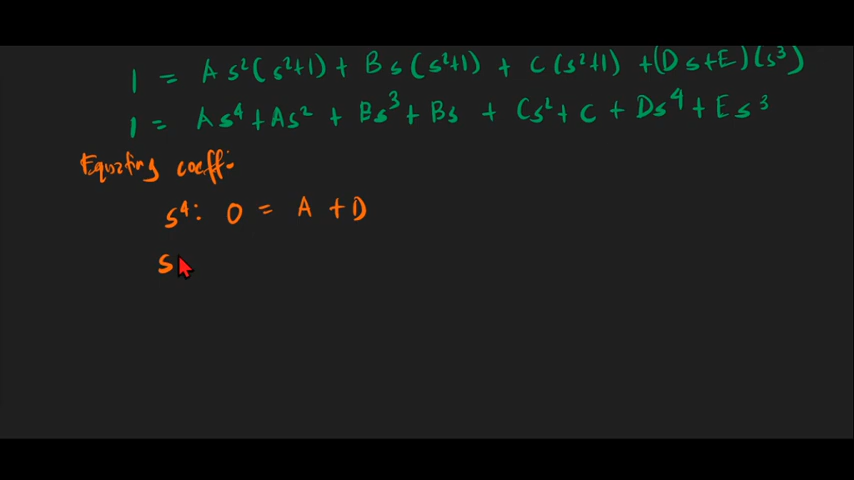 1 = As²(s²+1) + Bs(s²+1) + C(s²+1) + (Ds+E)(s³)
1 = As⁴ + As² + Bs³ + Bs + Cs² + C + Ds⁴ + Es³
Equating coeff:
s⁴: 0 = A + D
s